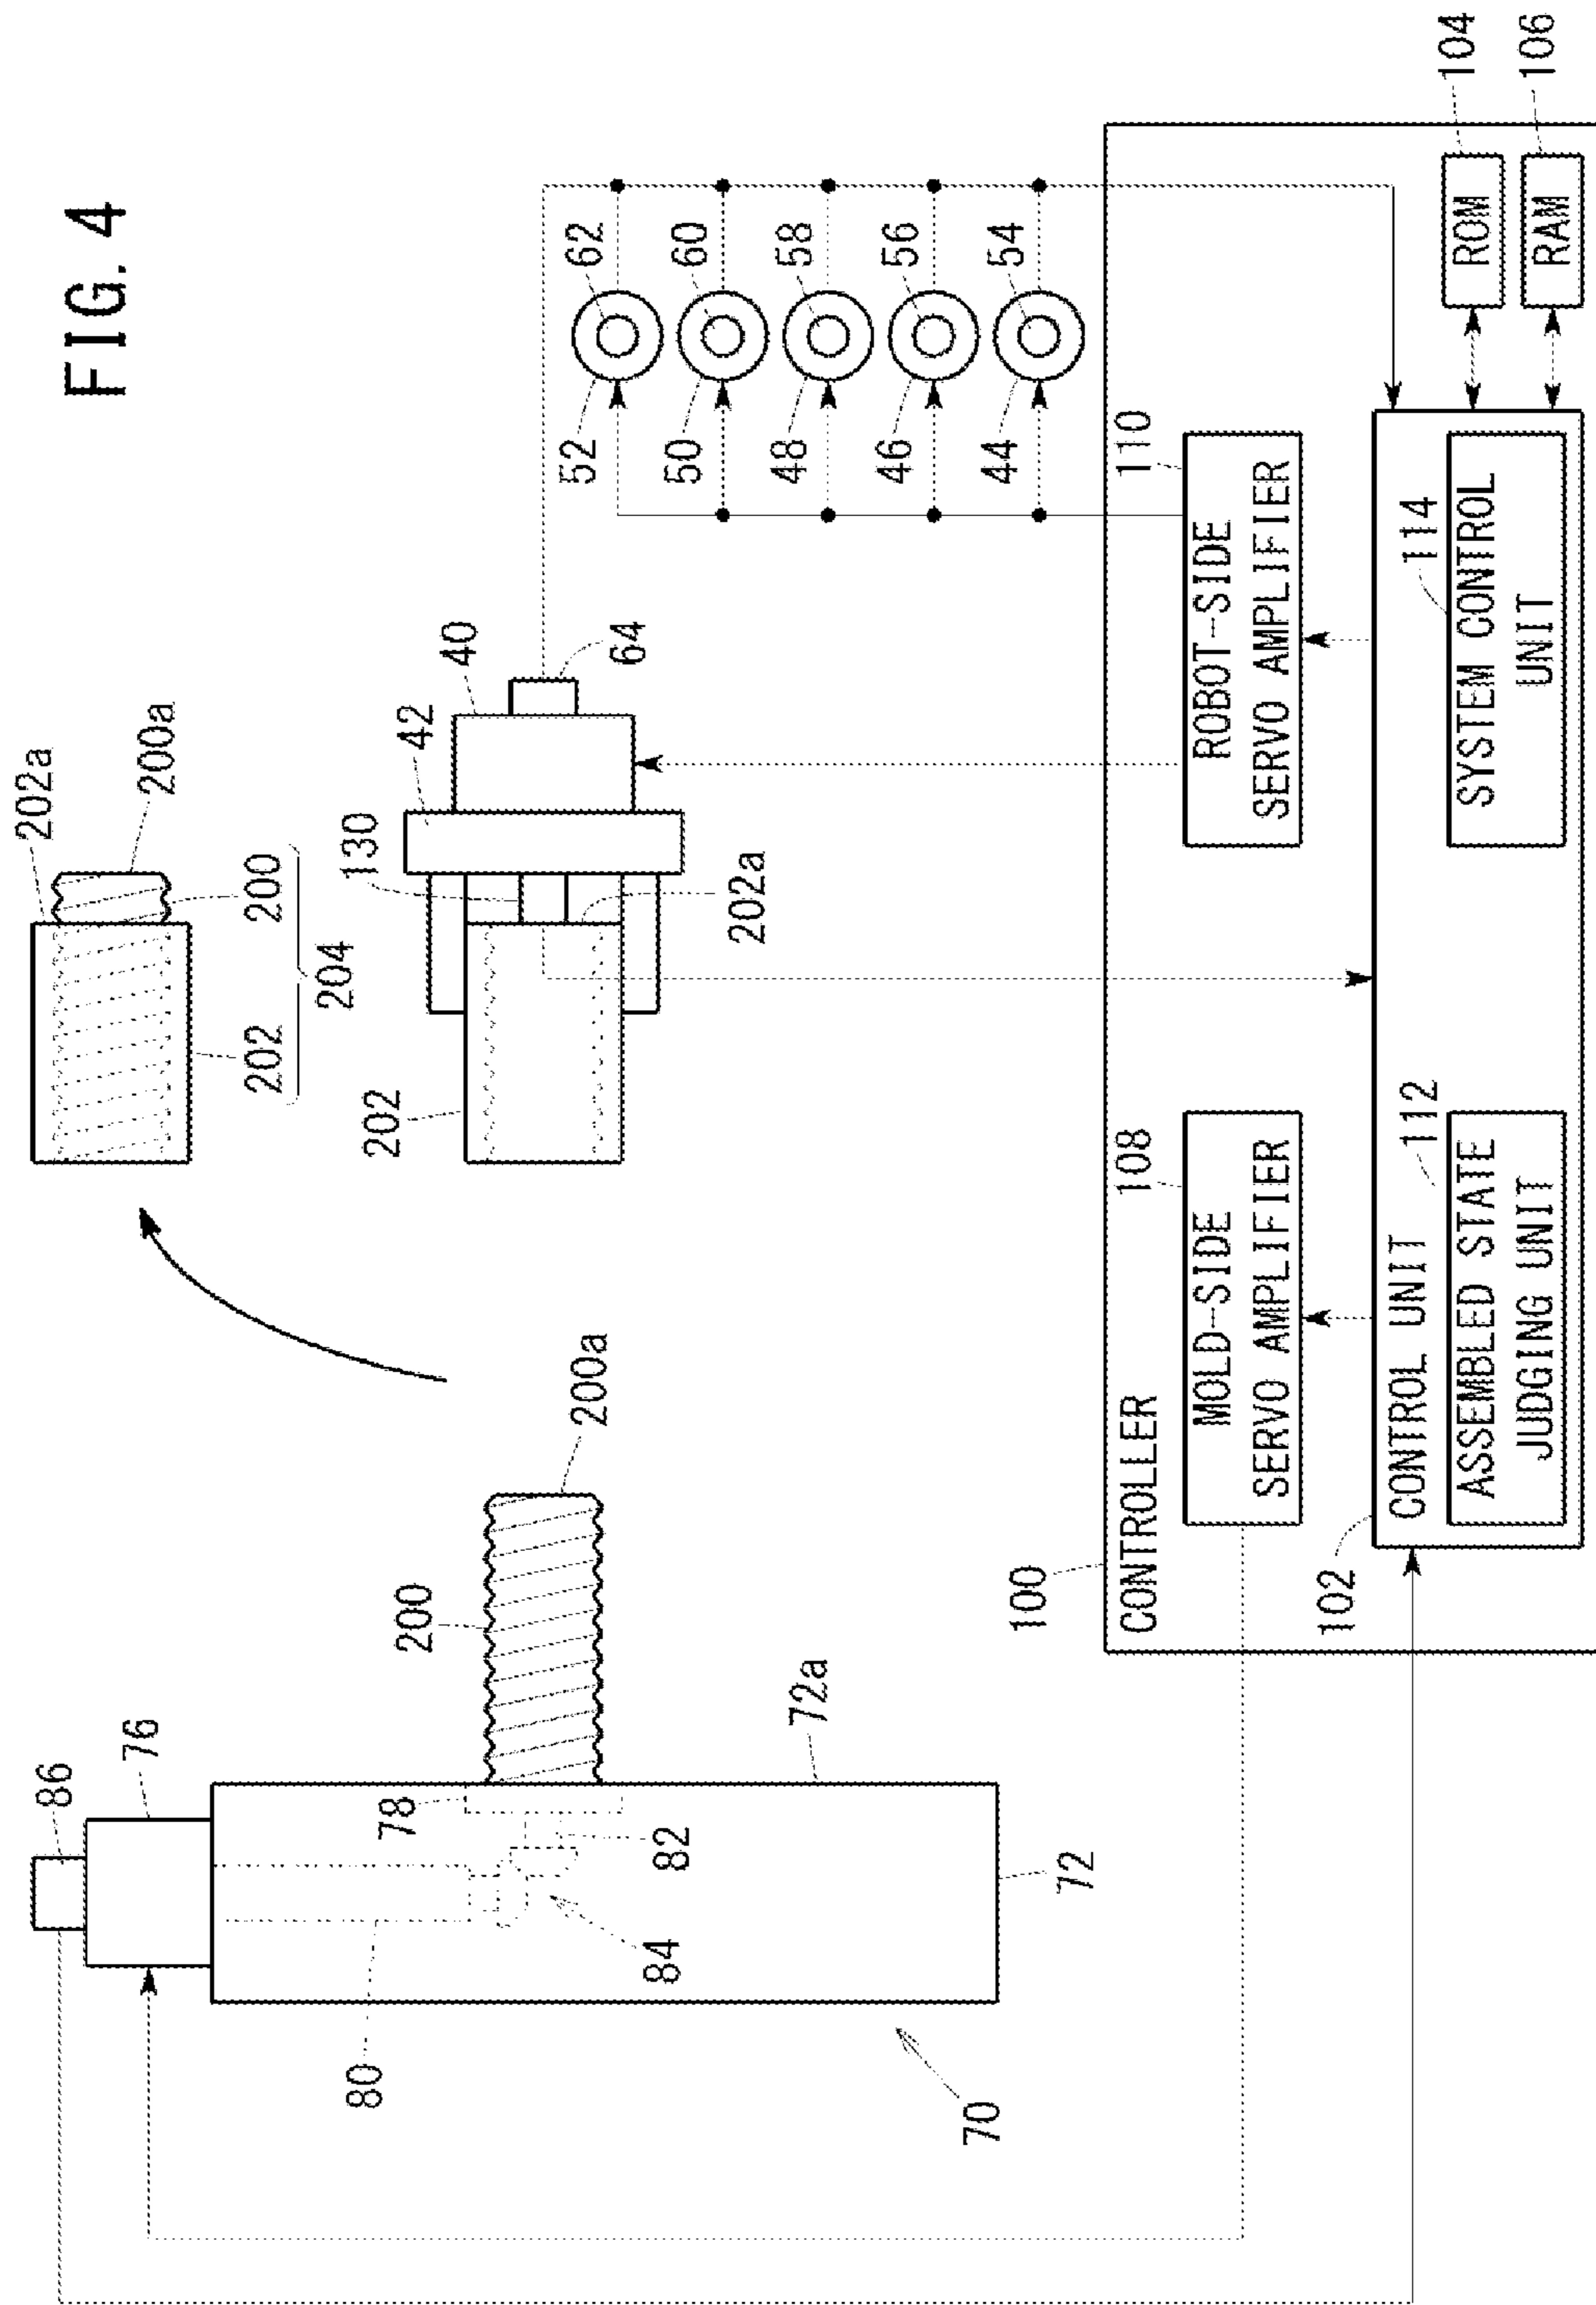 FIG. 4
86
76
78
82
80
84
72a
72
70
200
200a
202a
200a
202
200
204
202
130
42
40
64
202a
52
62
50
60
48
58
46
56
44
54
100
CONTROLLER
108
MOLD-SIDE
SERVO AMPLIFIER
110
ROBOT-SIDE
SERVO AMPLIFIER
102
CONTROL UNIT
112
ASSEMBLED STATE
JUDGING UNIT
114
SYSTEM CONTROL
UNIT
ROM
104
RAM
106